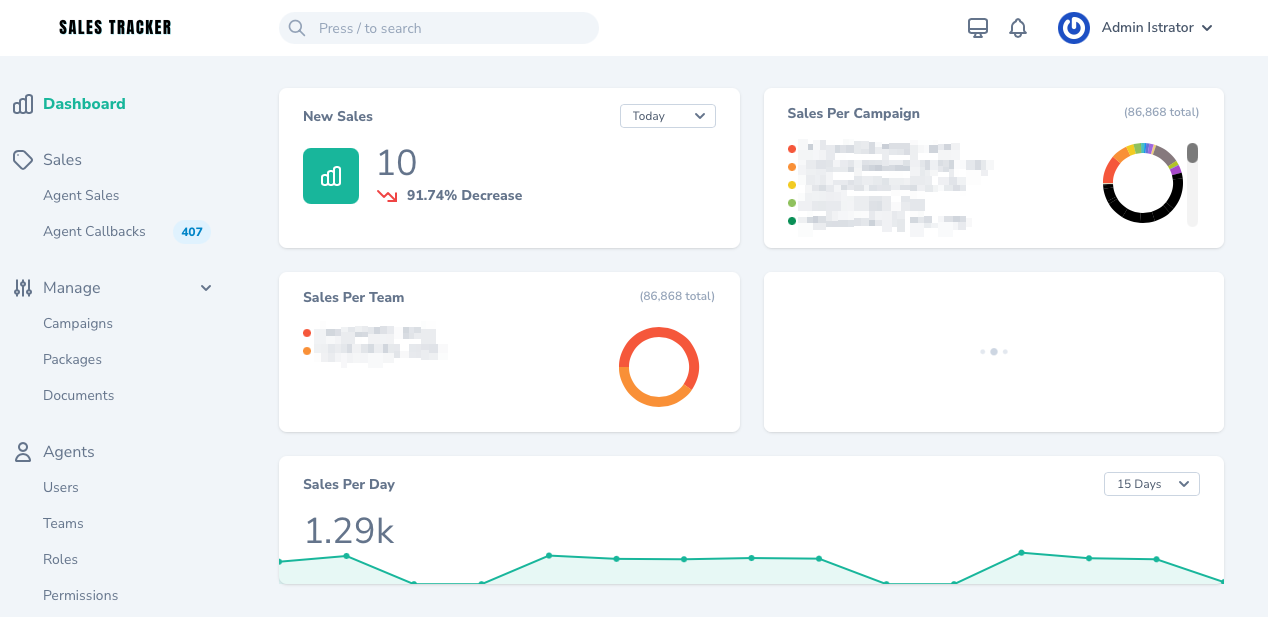 SALES TRACKER
Press / to search
Admin Istrator
Dashboard
Sales
Agent Sales
Agent Callbacks 407
Manage
Campaigns
Packages
Documents
Agents
Users
Teams
Roles
Permissions
New Sales
Today
10
91.74% Decrease
Sales Per Campaign
(86,868 total)
Sales Per Team
(86,868 total)
Sales Per Day
15 Days
1.29k